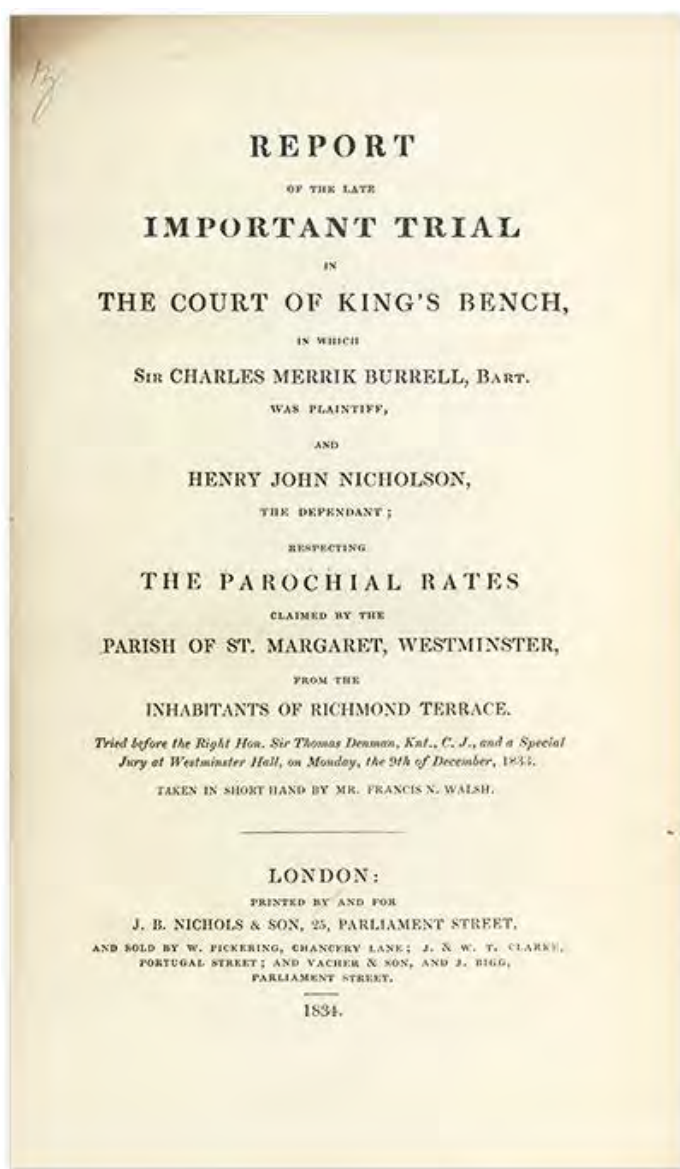 REPORT
OF THE LATE
IMPORTANT TRIAL
IN
THE COURT OF KING'S BENCH,
IN WHICH
SIR CHARLES MERRIK BURRELL, BART.
WAS PLAINTIFF,
AND
HENRY JOHN NICHOLSON,
THE DEFENDANT;
RESPECTING
THE PAROCHIAL RATES
CLAIMED BY THE
PARISH OF ST. MARGARET, WESTMINSTER,
FROM THE
INHABITANTS OF RICHMOND TERRACE.
Tried before the Right Hon. Sir Thomas Denman, Knt., C. J., and a Special
Jury at Westminster Hall, on Monday, the 9th of December,
TAKEN IN SHORT HAND BY MR. FRANCIS N. WALSH.
LONDON:
PRINTED BY AND FOR
J. B. NICHOLS & SON, 25, PARLIAMENT STREET,
AND SOLD BY W. PICKERING, CHANCERY LANE; J. & W. T. CLARKE,
PORTUGAL STREET; AND VACHER & SON, AND J. BIGG,
PARLIAMENT STREET.
1834.